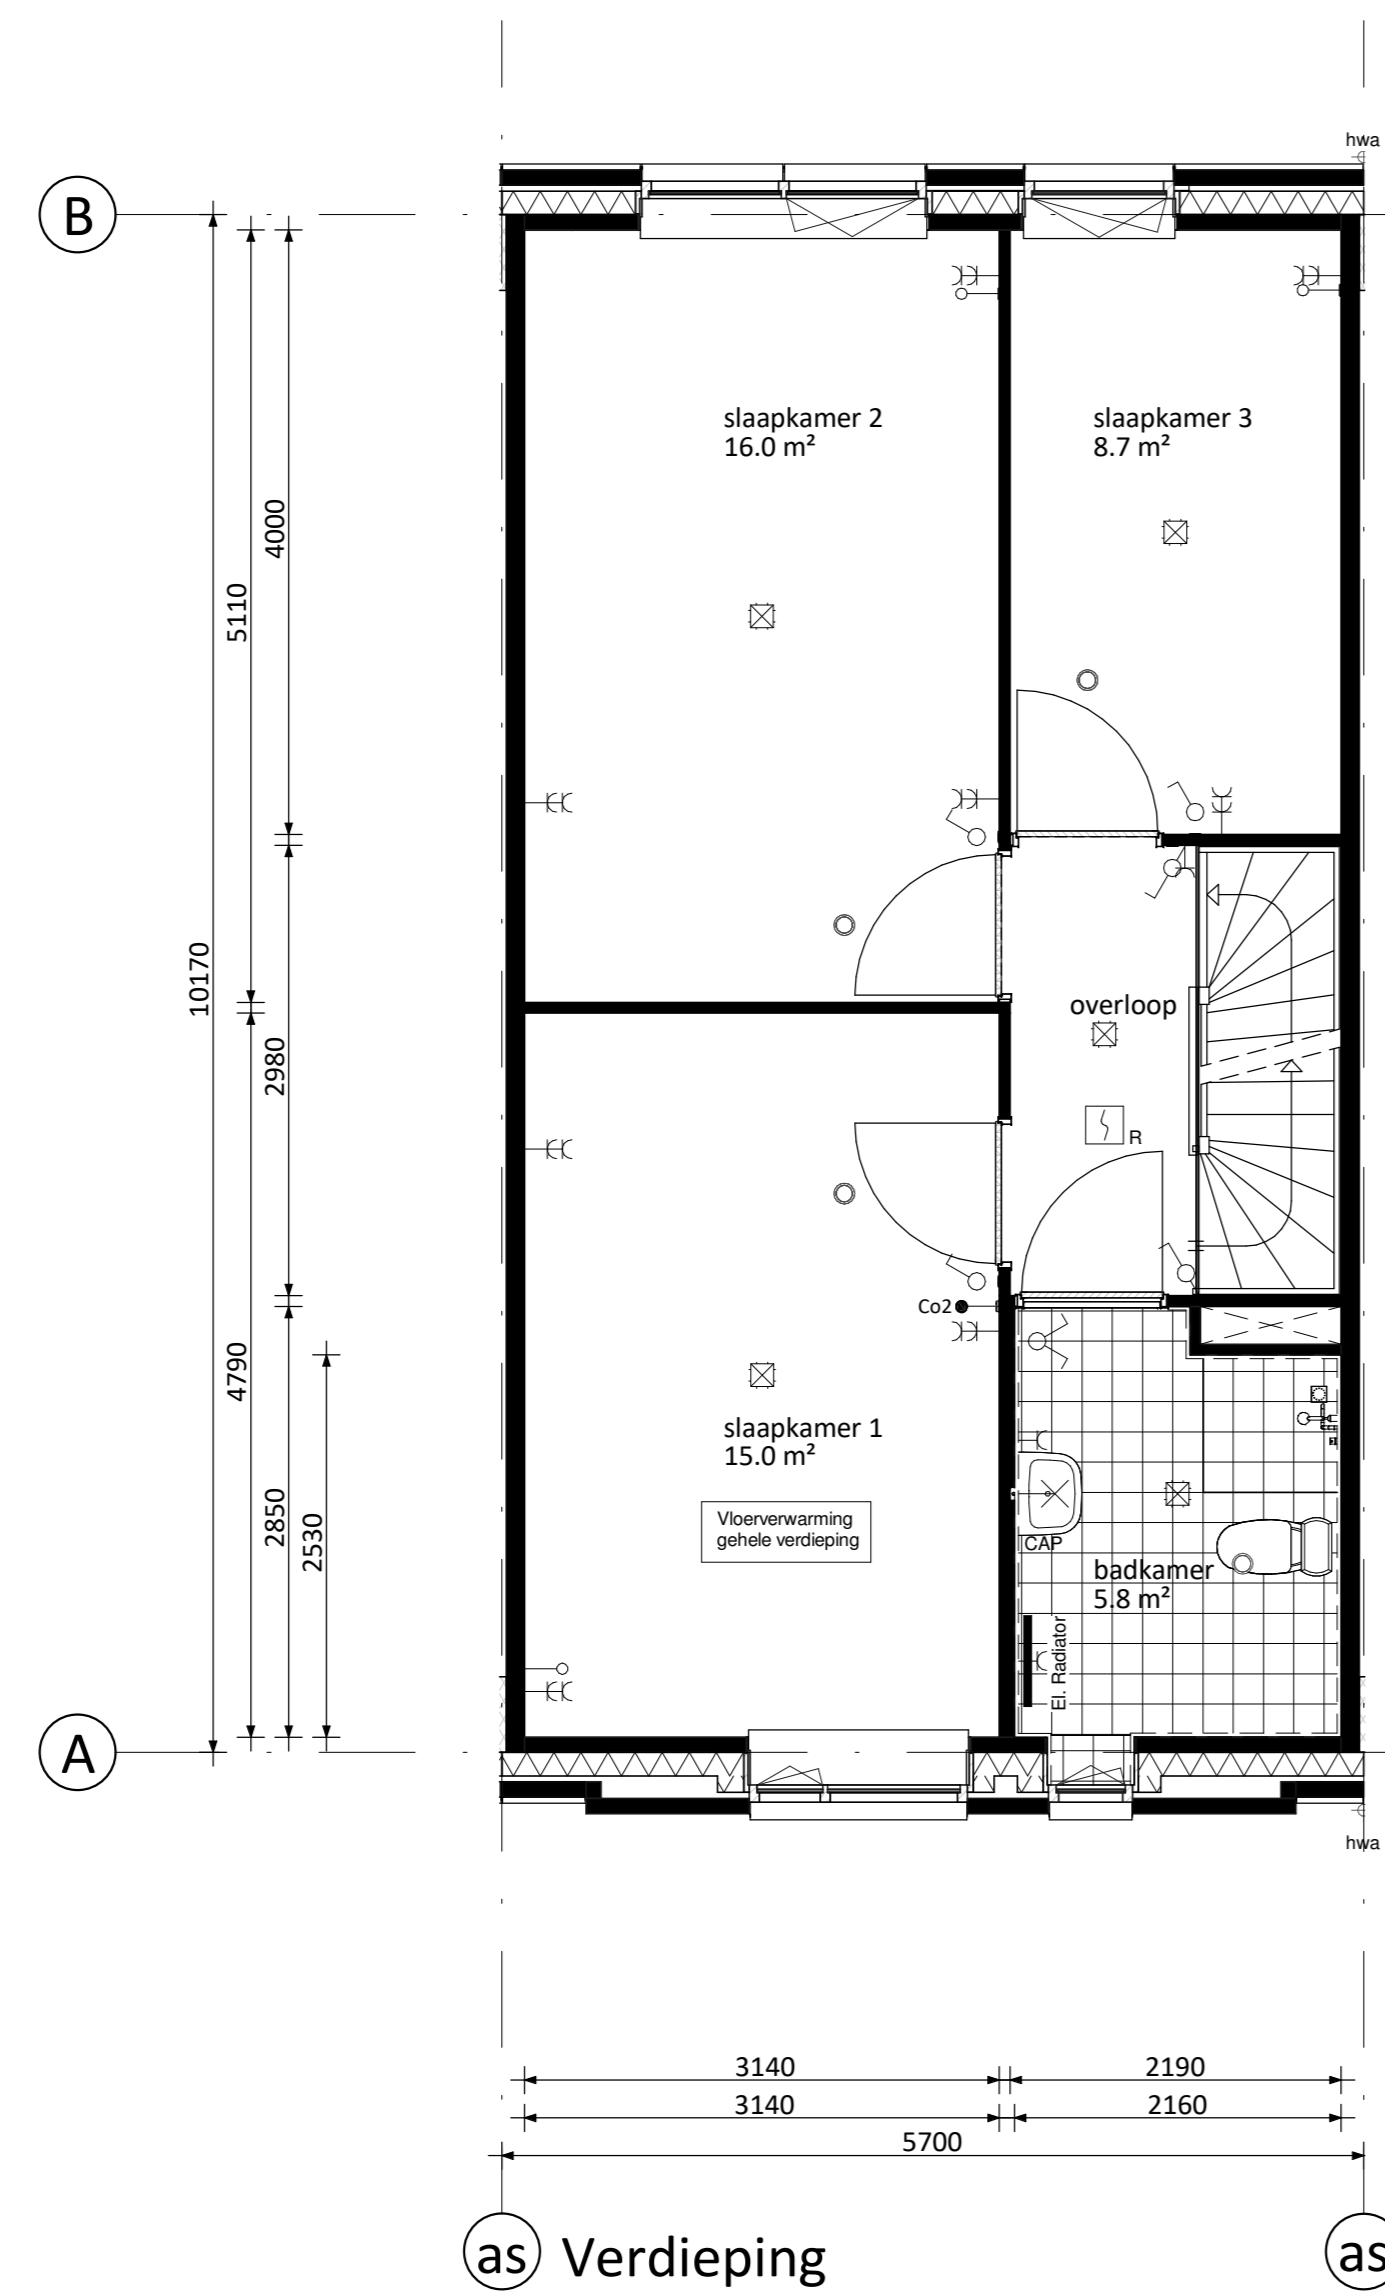 hwa
B
slaapkamer 2
16.0 m²
slaapkamer 3
8.7 m²
4000
5110
10170
overloop
2980
R
Co2
4790
slaapkamer 1
15.0 m²
2850
2530
Vloerverwarming
gehele verdieping
CAP
badkamer
5.8 m²
El. Radiator
A
hwa
3140
2190
3140
2160
5700
as
Verdieping
as